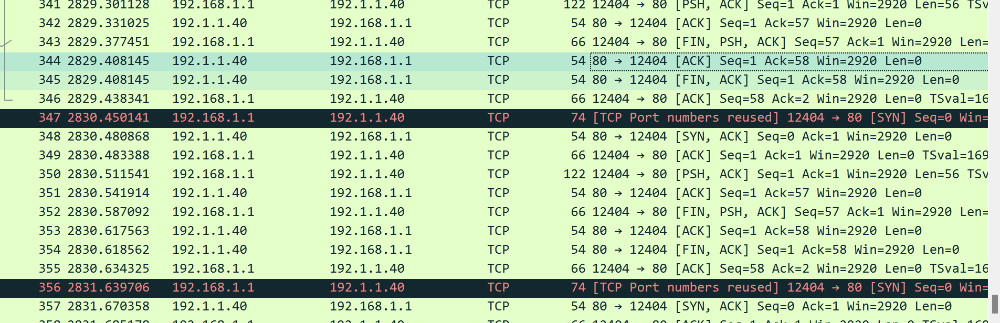 341 2829.301128 192.168.1.1 192.1.1.40 TCP 122 12404 → 80 [PSH, ACK] Seq=1 Ack=1 Win=2920 Len=56 TSv
342 2829.331025 192.1.1.40 192.168.1.1 TCP 54 80 → 12404 [ACK] Seq=1 Ack=57 Win=2920 Len=0
343 2829.377451 192.168.1.1 192.1.1.40 TCP 66 12404 → 80 [FIN, PSH, ACK] Seq=57 Ack=1 Win=2920 Len=
344 2829.408145 192.1.1.40 192.168.1.1 TCP 54 80 → 12404 [ACK] Seq=1 Ack=58 Win=2920 Len=0
345 2829.408145 192.1.1.40 192.168.1.1 TCP 54 80 → 12404 [FIN, ACK] Seq=1 Ack=58 Win=2920 Len=0
346 2829.438341 192.168.1.1 192.1.1.40 TCP 66 12404 → 80 [ACK] Seq=58 Ack=2 Win=2920 Len=0 TSval=16
347 2830.450141 192.168.1.1 192.1.1.40 TCP 74 [TCP Port numbers reused] 12404 → 80 [SYN] Seq=0 Win=
348 2830.480868 192.1.1.40 192.168.1.1 TCP 54 80 → 12404 [SYN, ACK] Seq=0 Ack=1 Win=2920 Len=0
349 2830.483388 192.168.1.1 192.1.1.40 TCP 66 12404 → 80 [ACK] Seq=1 Ack=1 Win=2920 Len=0 TSval=169
350 2830.511541 192.168.1.1 192.1.1.40 TCP 122 12404 → 80 [PSH, ACK] Seq=1 Ack=1 Win=2920 Len=56 TSv
351 2830.541914 192.1.1.40 192.168.1.1 TCP 54 80 → 12404 [ACK] Seq=1 Ack=57 Win=2920 Len=0
352 2830.587092 192.168.1.1 192.1.1.40 TCP 66 12404 → 80 [FIN, PSH, ACK] Seq=57 Ack=1 Win=2920 Len=
353 2830.617563 192.1.1.40 192.168.1.1 TCP 54 80 → 12404 [ACK] Seq=1 Ack=58 Win=2920 Len=0
354 2830.618562 192.1.1.40 192.168.1.1 TCP 54 80 → 12404 [FIN, ACK] Seq=1 Ack=58 Win=2920 Len=0
355 2830.634325 192.168.1.1 192.1.1.40 TCP 66 12404 → 80 [ACK] Seq=58 Ack=2 Win=2920 Len=0 TSval=16
356 2831.639706 192.168.1.1 192.1.1.40 TCP 74 [TCP Port numbers reused] 12404 → 80 [SYN] Seq=0 Win=
357 2831.670358 192.1.1.40 192.168.1.1 TCP 54 80 → 12404 [SYN, ACK] Seq=0 Ack=1 Win=2920 Len=0